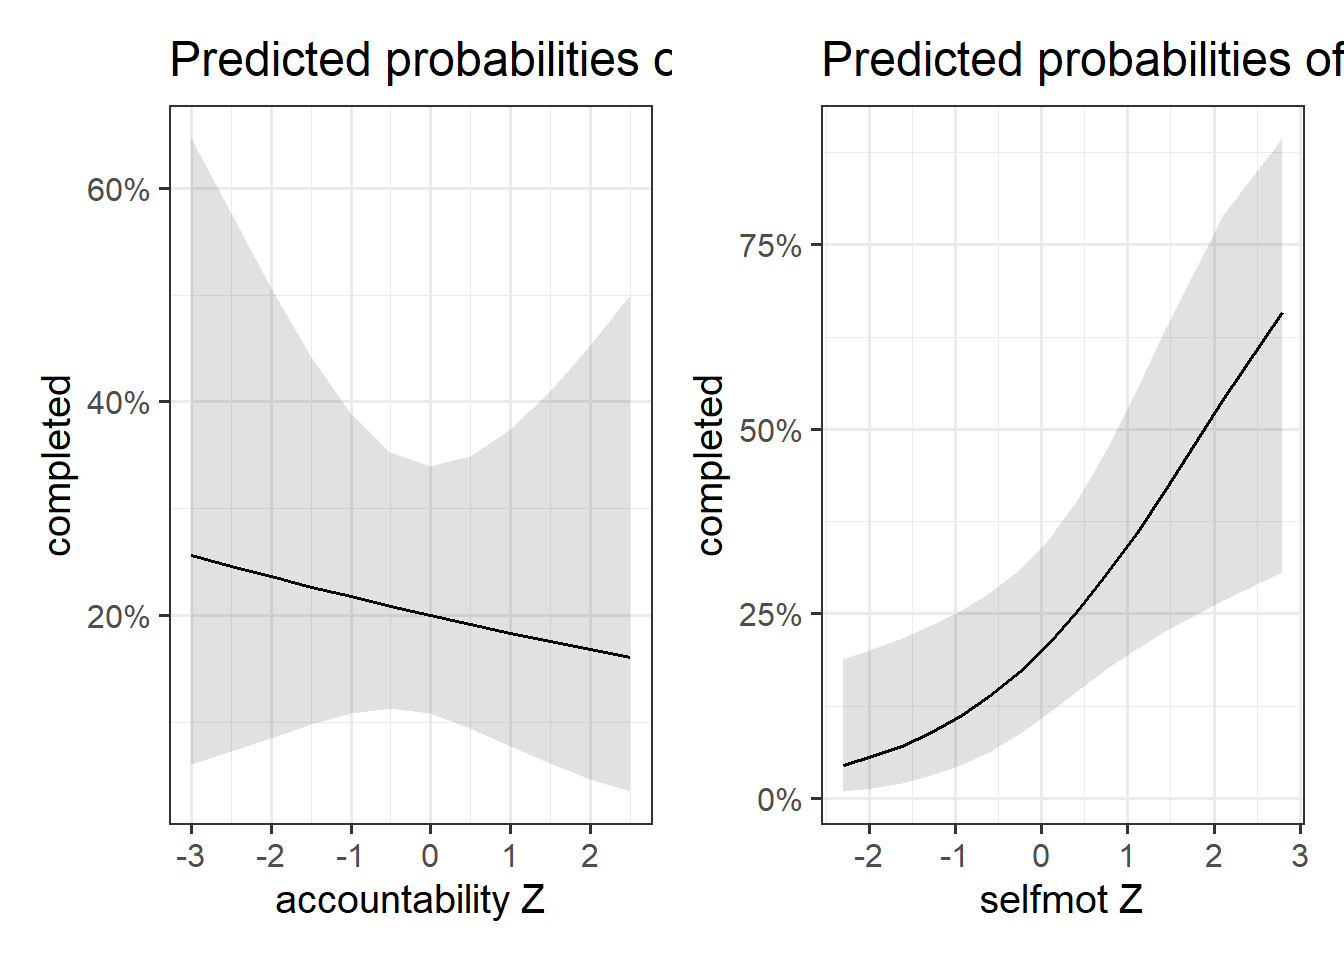 Predicted probabilities o
completed
60%
40%
20%
-3 -2 -1 0 1 2
accountability Z
Predicted probabilities of
completed
75%
50%
25%
0%
-2 -1 0 1 2 3
selfmot Z